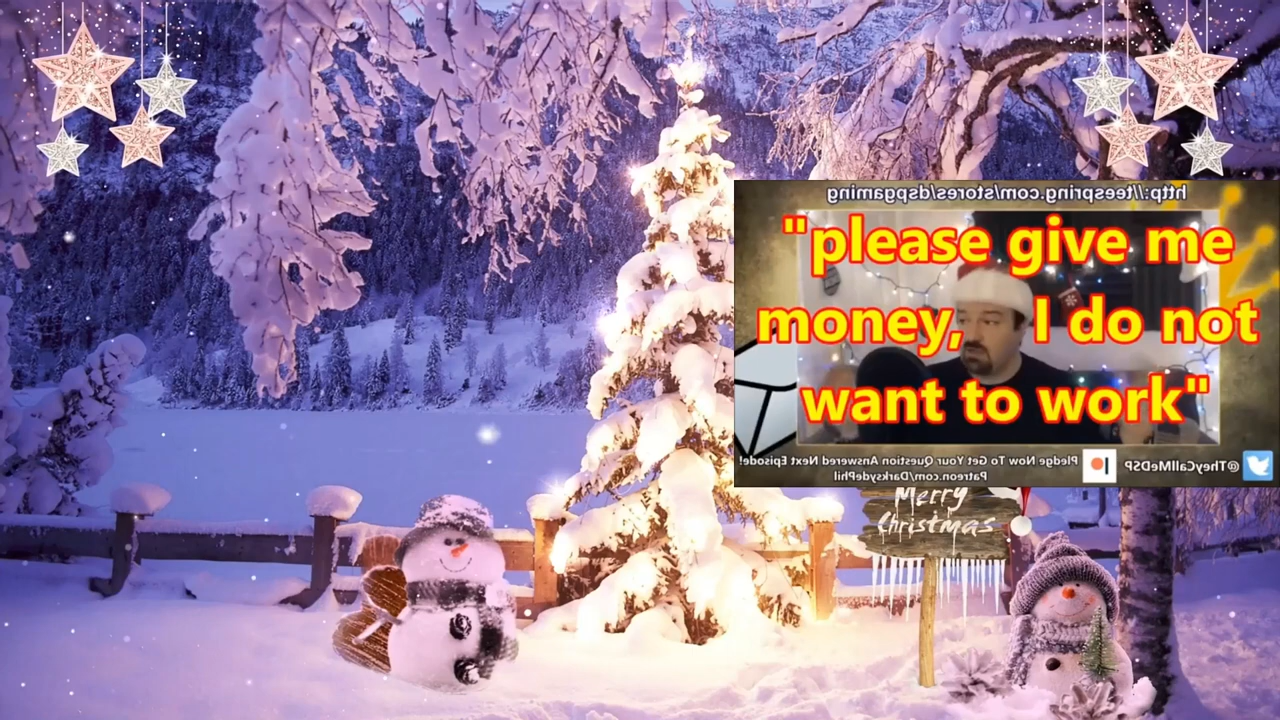 http://teespring.com/stores/dspgaming
"please give me
money, I do not
want to work"
Pledge Now To Get Your Question Answered Next Episode!
Patreon.com/DarksydePhil
@TheyCallMeDSP
Merry
Christmas